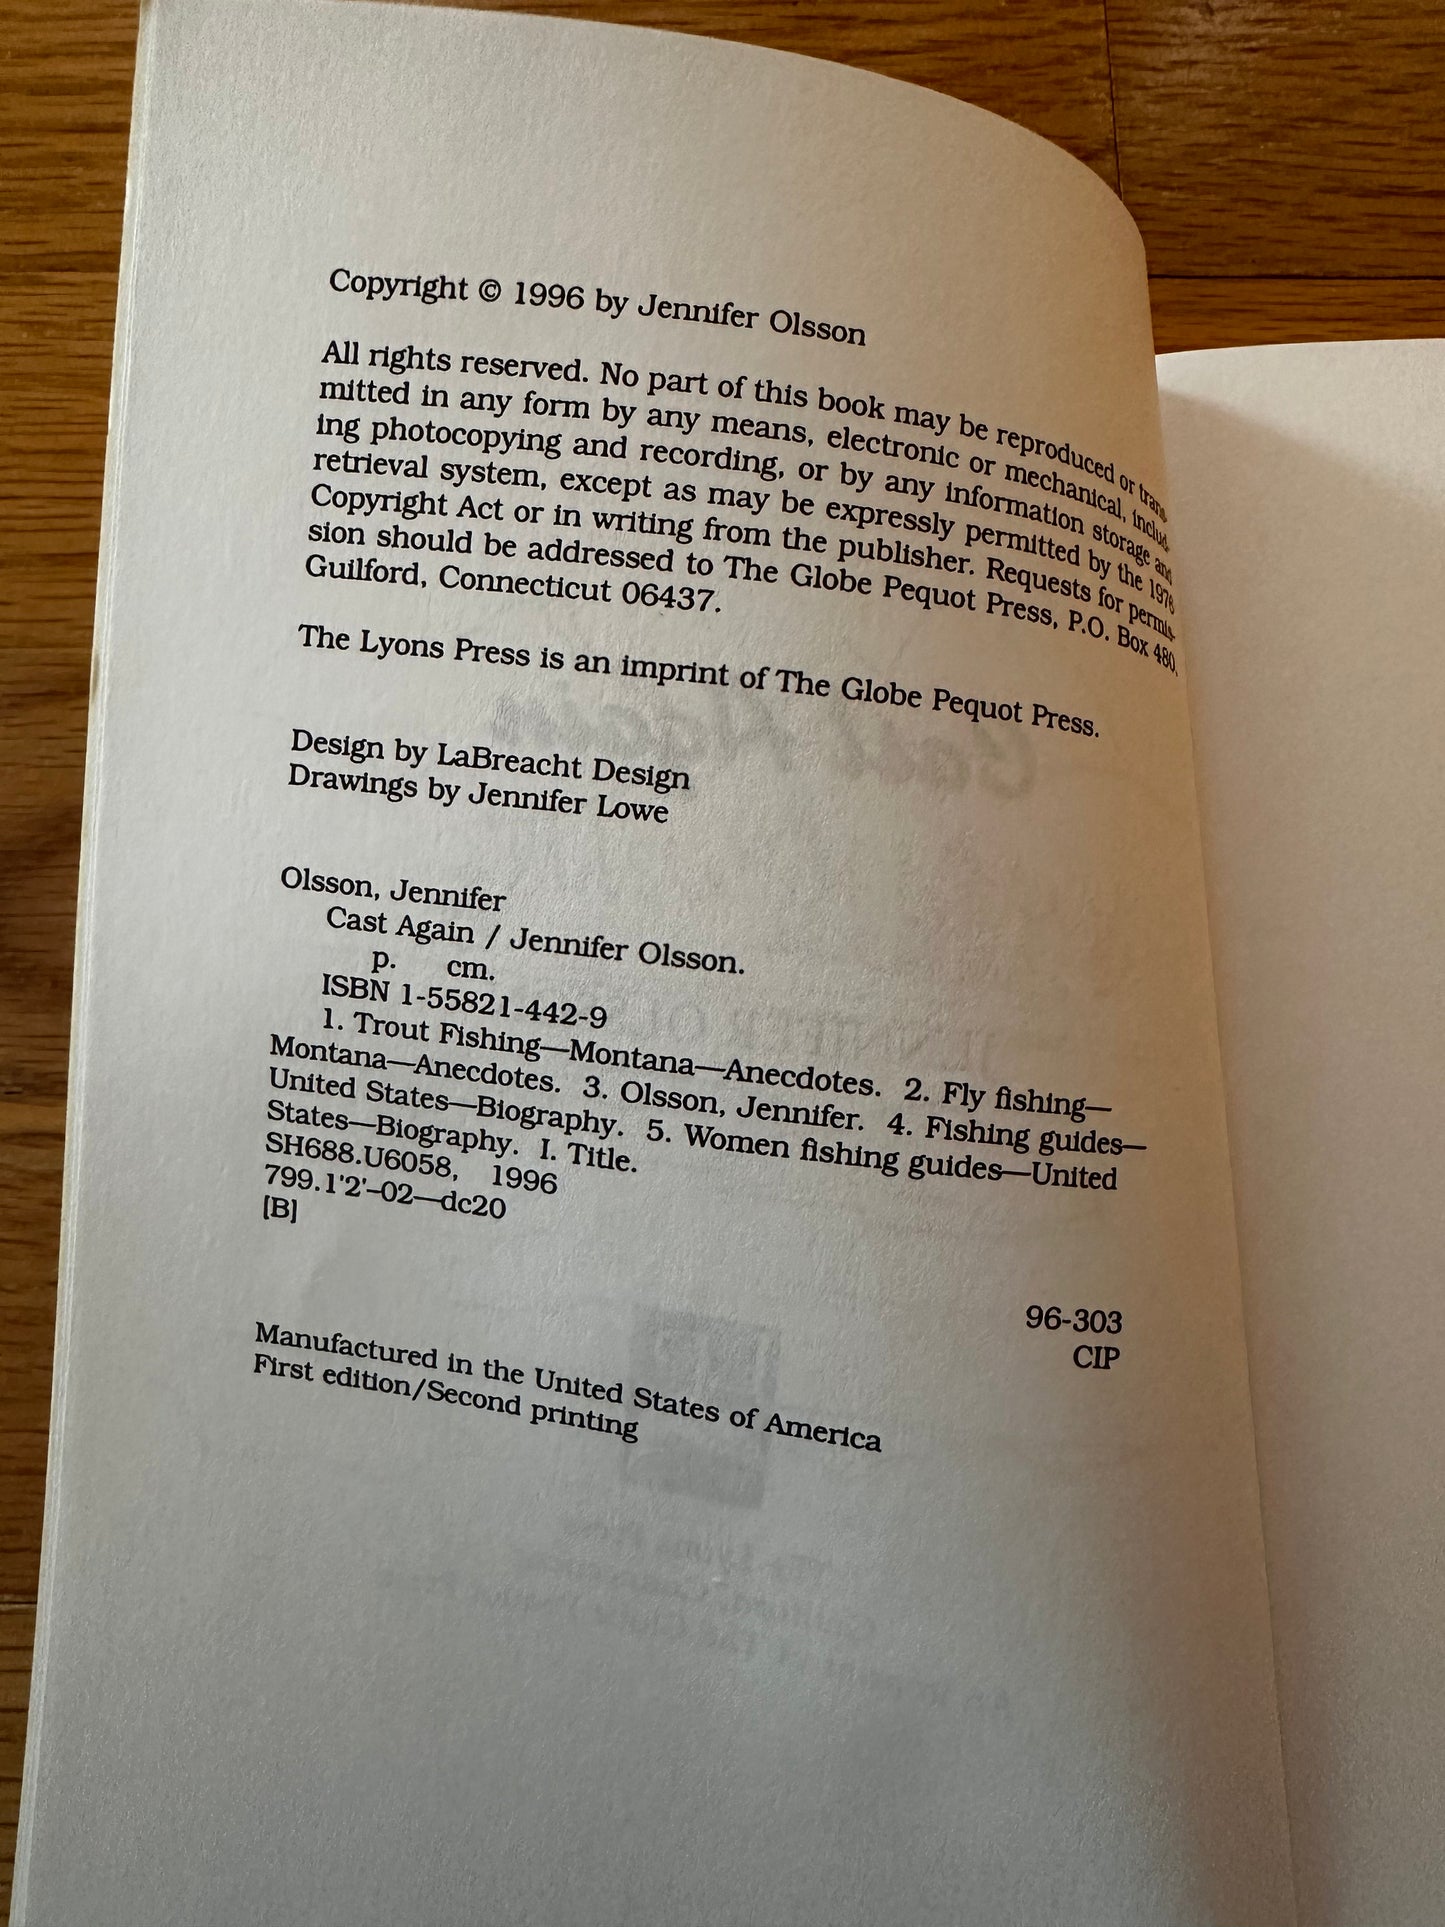 Copyright © 1996 by Jennifer Olsson
All rights reserved. No part of this book may be reproduced or trans-
mitted in any form by any means, electronic or mechanical, includ-
ing photocopying and recording, or by any information storage and
retrieval system, except as may be expressly permitted by the 1976
Copyright Act or in writing from the publisher. Requests for permis-
sion should be addressed to The Globe Pequot Press, P.O. Box 480,
Guilford, Connecticut 06437.
The Lyons Press is an imprint of The Globe Pequot Press.
Design by LaBreacht Design
Drawings by Jennifer Lowe
Olsson, Jennifer
Cast Again / Jennifer Olsson.
p. cm.
ISBN 1-55821-442-9
1. Trout Fishing—Montana—Anecdotes. 2. Fly fishing—
Montana—Anecdotes. 3. Olsson, Jennifer. 4. Fishing guides—
United States—Biography. 5. Women fishing guides—United
States—Biography. I. Title.
SH688.U6058, 1996
799.1'2'–02—dc20
[B]
96-303
CIP
Manufactured in the United States of America
First edition/Second printing